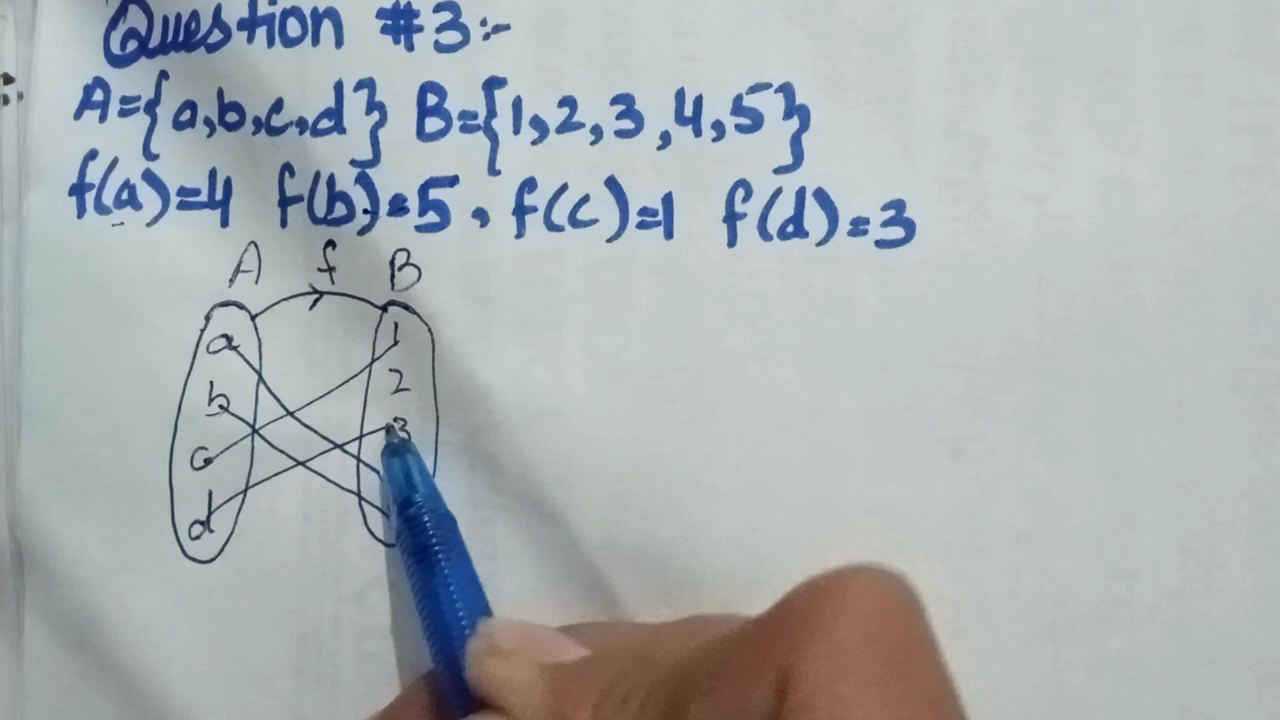 Question #3:-
A={a,b,c,d} B={1,2,3,4,5}
f(a)=4 f(b)=5, f(c)=1 f(d)=3
A f B
a 1
b 2
c 3
d